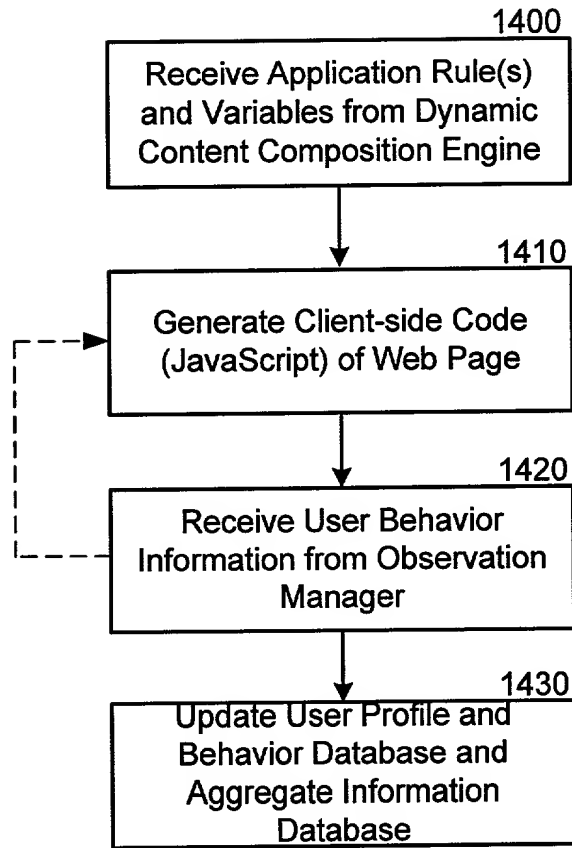 1400
Receive Application Rule(s)
and Variables from Dynamic
Content Composition Engine
1410
Generate Client-side Code
(JavaScript) of Web Page
1420
Receive User Behavior
Information from Observation
Manager
1430
Update User Profile and
Behavior Database and
Aggregate Information
Database